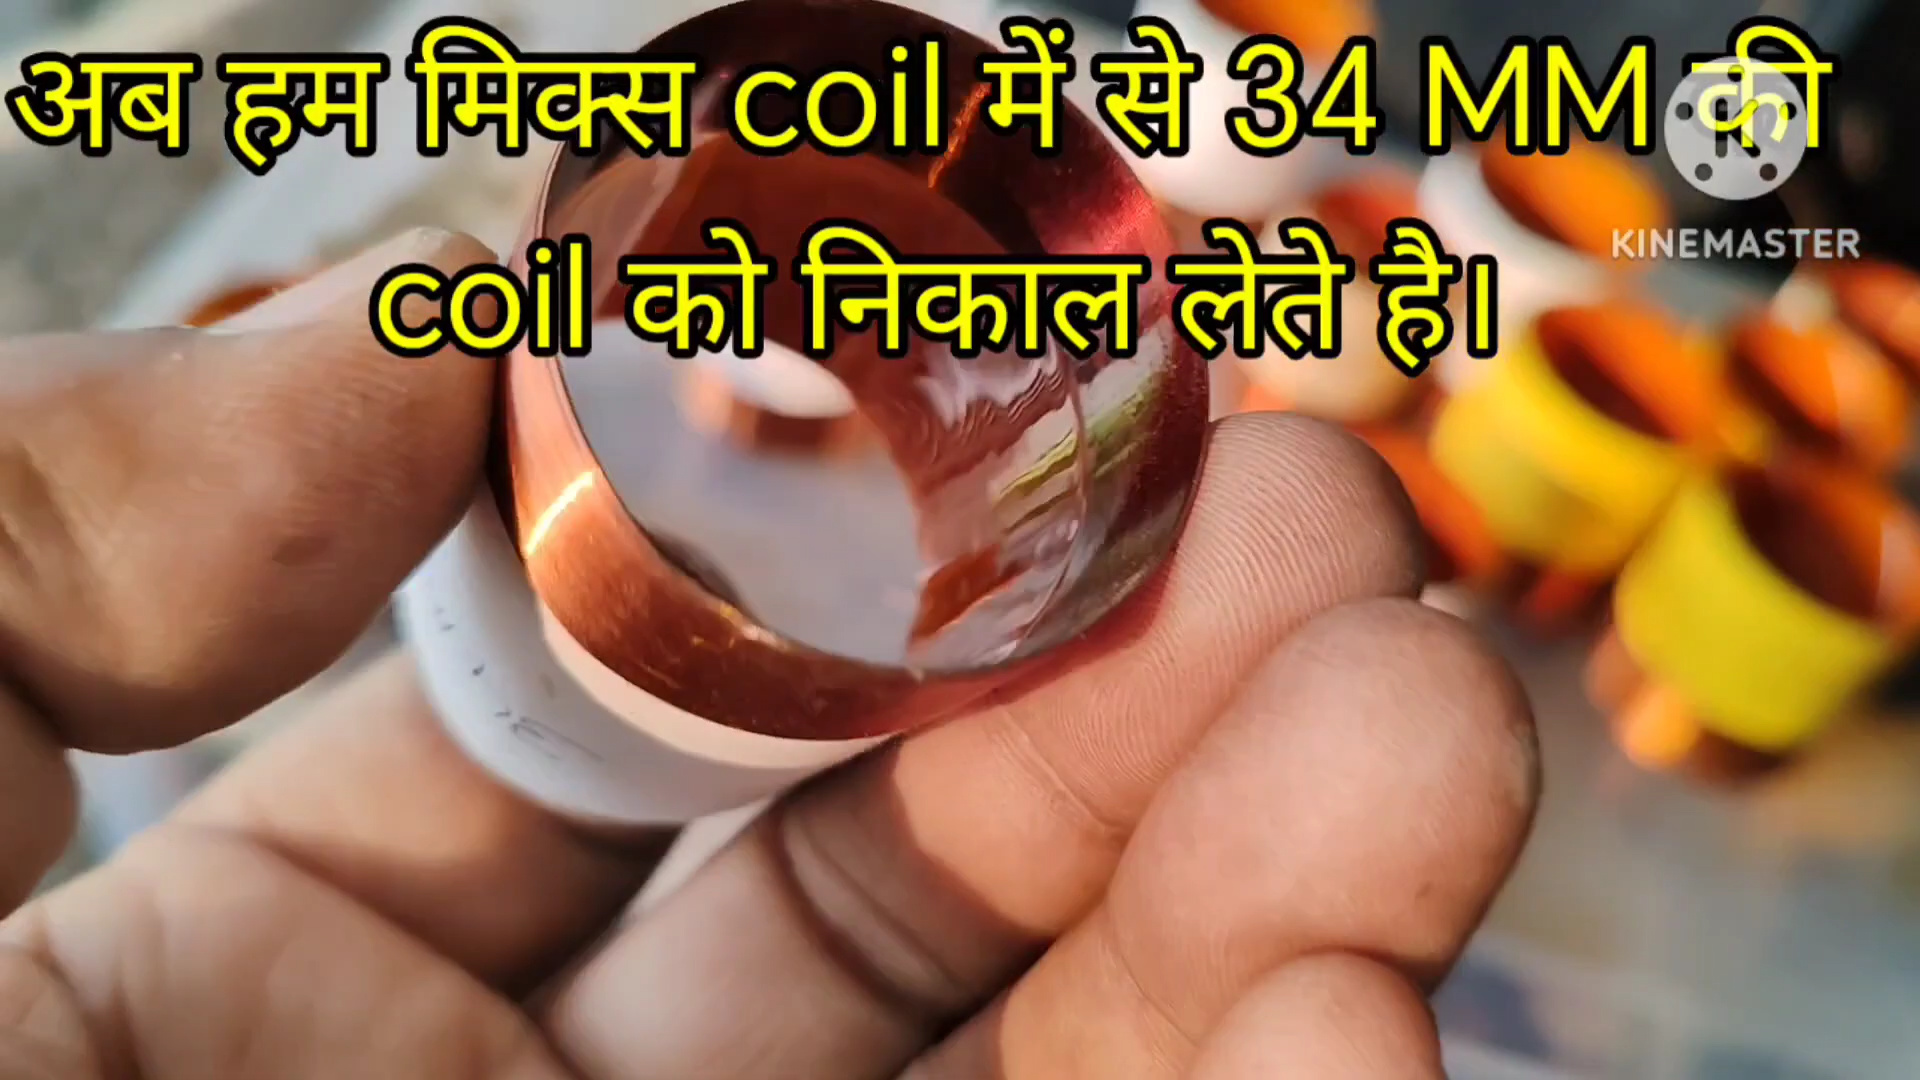 अब हम मिक्स coil में से 34 MM की
coil को निकाल लेते है।
KINEMASTER